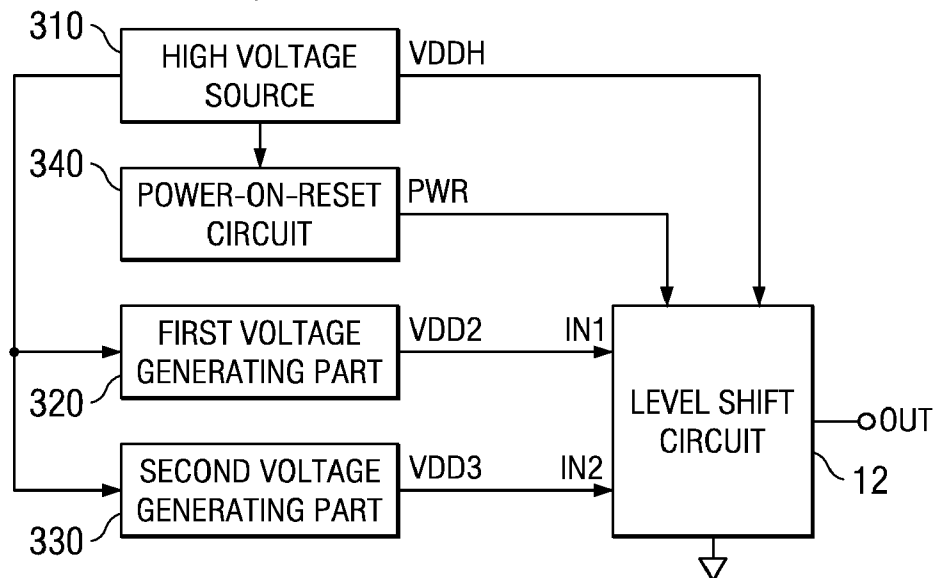 310
HIGH VOLTAGE
SOURCE
VDDH
340
POWER-ON-RESET
CIRCUIT
PWR
FIRST VOLTAGE
GENERATING PART
320
VDD2
IN1
SECOND VOLTAGE
GENERATING PART
330
VDD3
IN2
LEVEL SHIFT
CIRCUIT
OUT
12